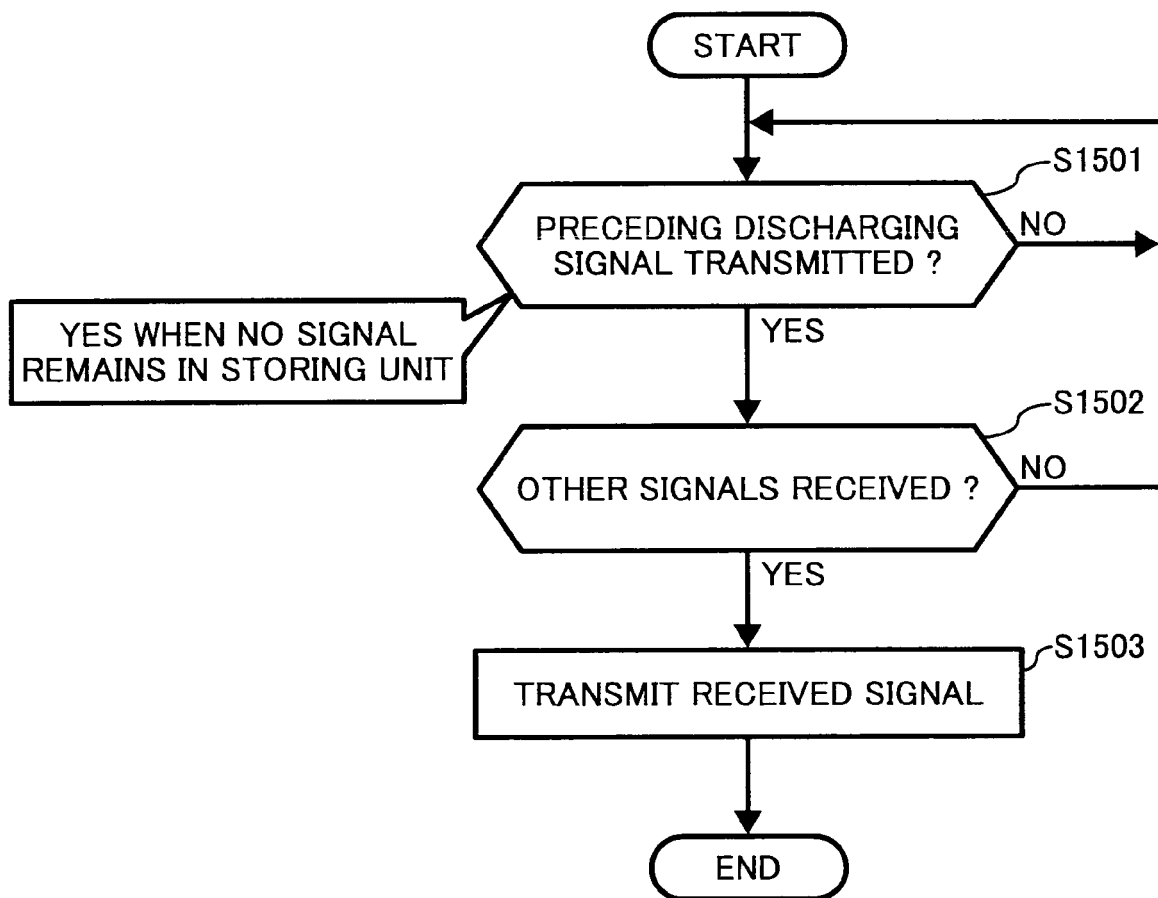 START
S1501
PRECEDING DISCHARGING
SIGNAL TRANSMITTED ?
NO
YES WHEN NO SIGNAL
REMAINS IN STORING UNIT
YES
S1502
OTHER SIGNALS RECEIVED ?
NO
YES
S1503
TRANSMIT RECEIVED SIGNAL
END